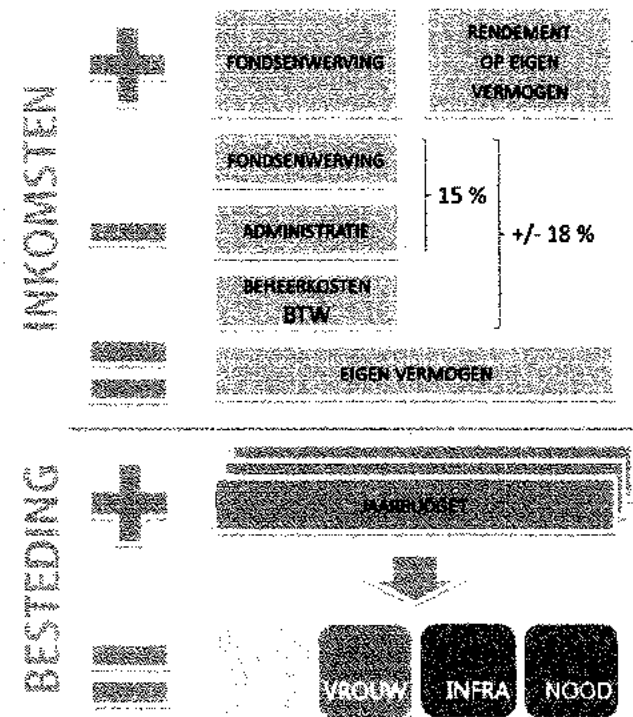 INKOMSTEN
FONDSENWERVING
RENDEMENT
OP EIGEN
VERMOGEN
FONDSENWERVING
ADMINISTRATIE
15 %
+/- 18 %
BEHEERKOSTEN
BTW
EIGEN VERMOGEN
BESTEDING
JAARBUDGET
VROUW
INFRA
NOOD